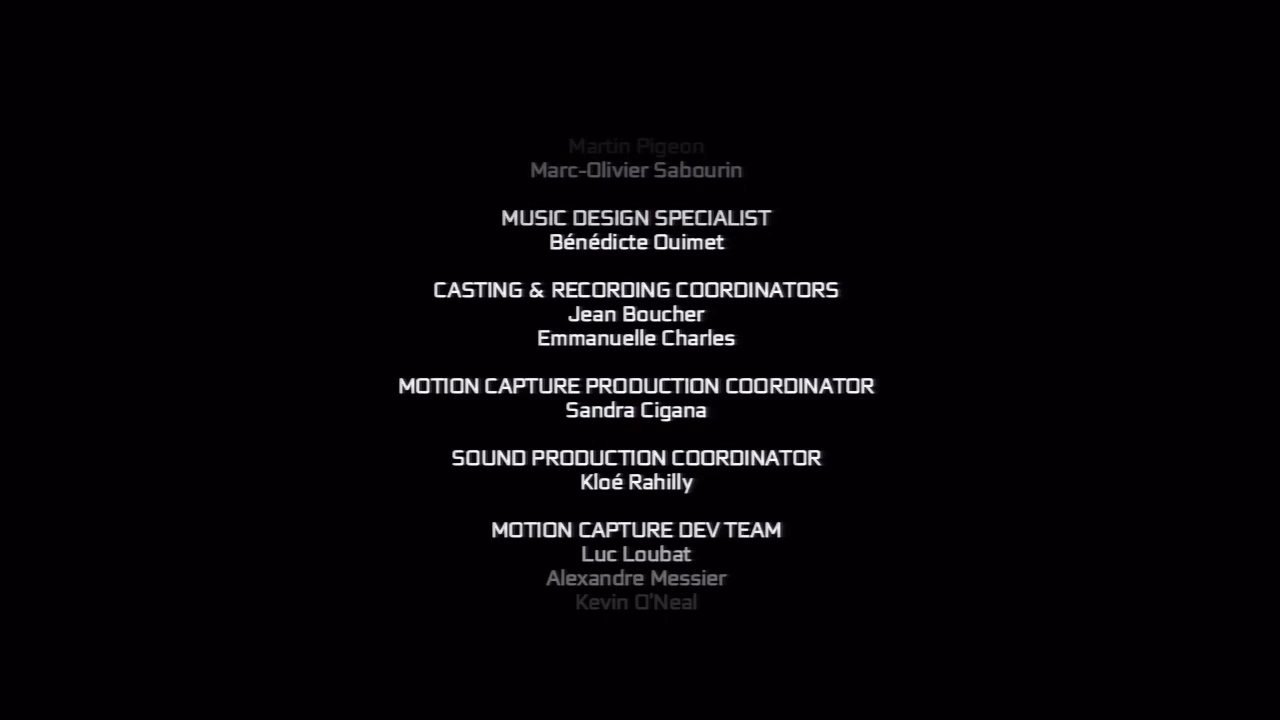 Martin Pigeon
Marc-Olivier Sabourin
MUSIC DESIGN SPECIALIST
Bénédicte Ouimet
CASTING & RECORDING COORDINATORS
Jean Boucher
Emmanuelle Charles
MOTION CAPTURE PRODUCTION COORDINATOR
Sandra Cigana
SOUND PRODUCTION COORDINATOR
Kloé Rahilly
MOTION CAPTURE DEV TEAM
Luc Loubat
Alexandre Messier
Kevin O'Neal